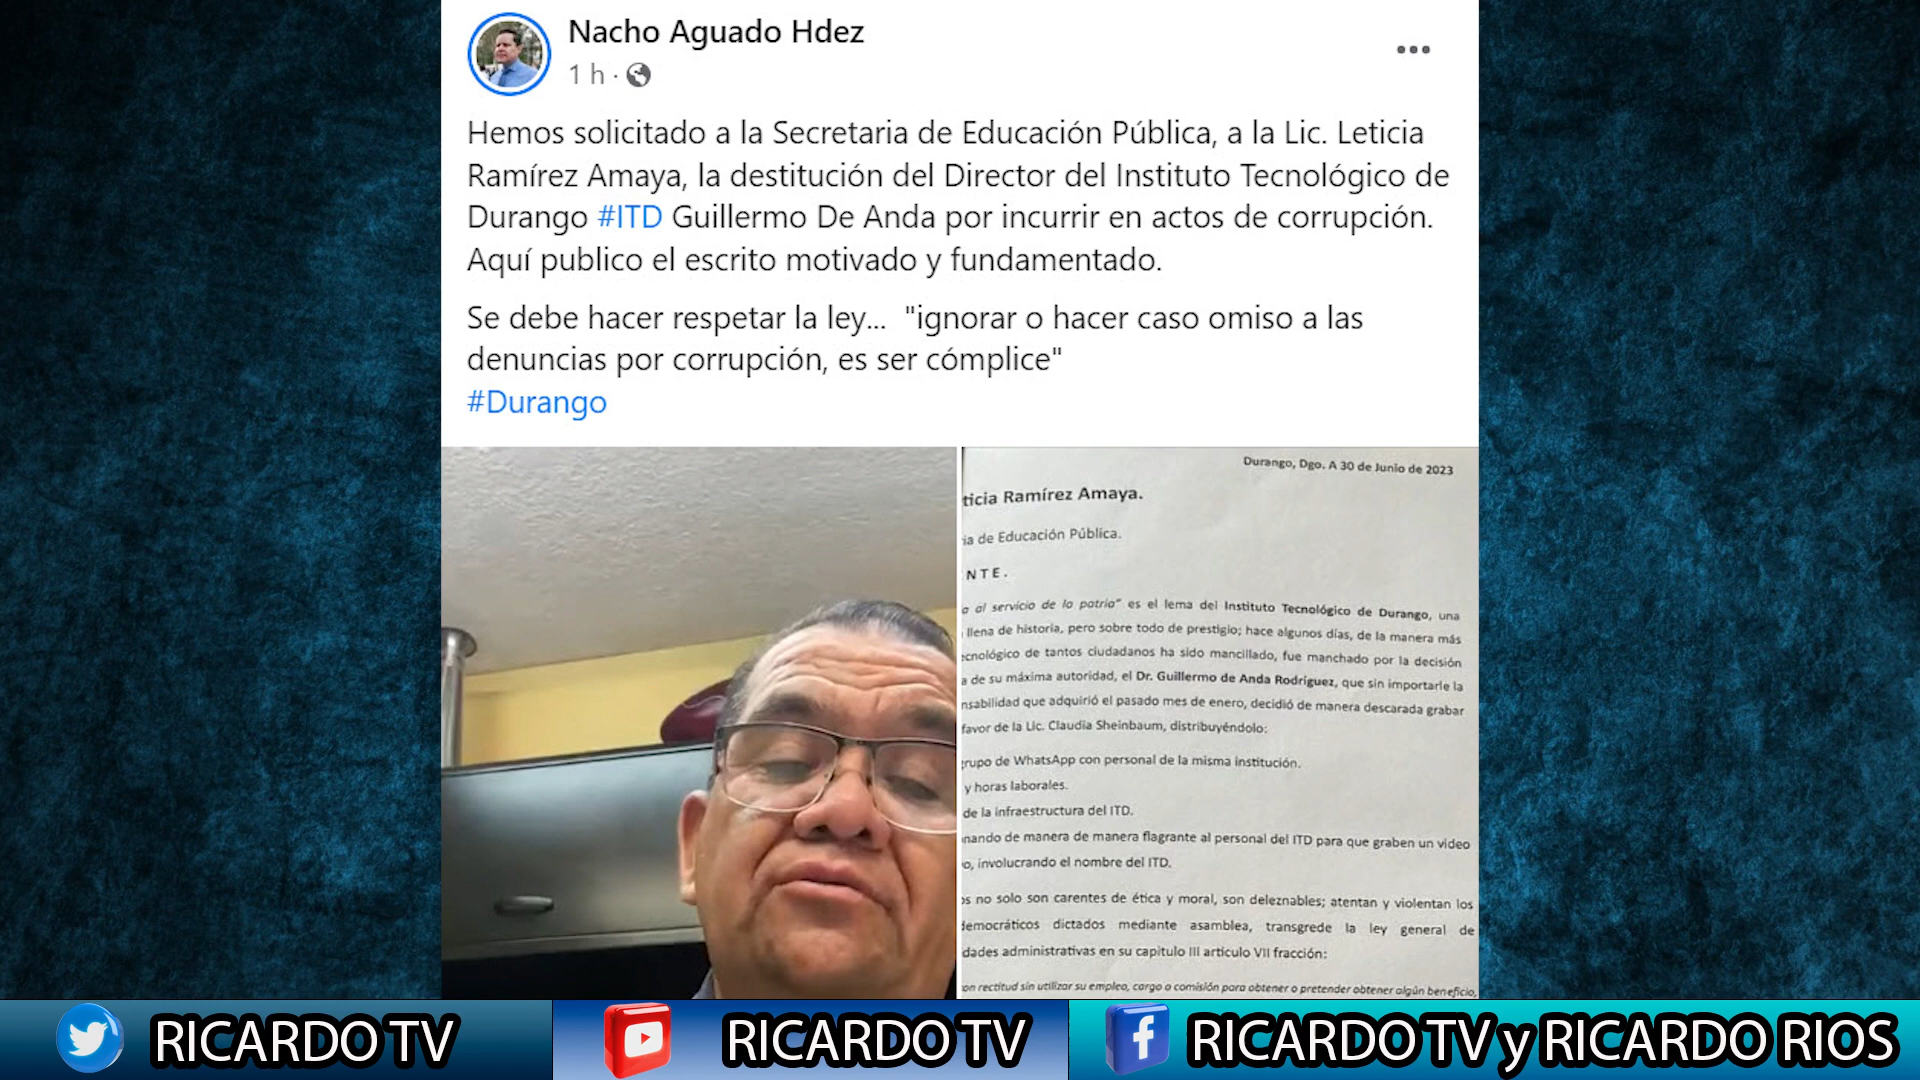 Nacho Aguado Hdez
1 h ·
Hemos solicitado a la Secretaria de Educación Pública, a la Lic. Leticia
Ramírez Amaya, la destitución del Director del Instituto Tecnológico de
Durango #ITD Guillermo De Anda por incurrir en actos de corrupción.
Aquí publico el escrito motivado y fundamentado.
Se debe hacer respetar la ley... "ignorar o hacer caso omiso a las
denuncias por corrupción, es ser cómplice"
#Durango
Durango, Dgo. A 30 de Junio de 2023
ticia Ramírez Amaya.
ia de Educación Pública.
NTE.
al servicio de la patria" es el lema del Instituto Tecnológico de Durango, una
llena de historia, pero sobre todo de prestigio; hace algunos días, de la manera más
cnológico de tantos ciudadanos ha sido mancillado, fue manchado por la decisión
a de su máxima autoridad, el Dr. Guillermo de Anda Rodríguez, que sin importarle la
nsabilidad que adquirió el pasado mes de enero, decidió de manera descarada grabar
favor de la Lic. Claudia Sheinbaum, distribuyéndolo:
grupo de WhatsApp con personal de la misma institución.
y horas laborales.
de la infraestructura del ITD.
nando de manera de manera flagrante al personal del ITD para que graben un video
o, involucrando el nombre del ITD.
os no solo son carentes de ética y moral, son deleznables; atentan y violentan los
democráticos dictados mediante asamblea, transgrede la ley general de
dades administrativas en su capitulo III articulo VII fracción:
on rectitud sin utilizar su empleo, cargo o comisión para obtener o pretender obtener algún beneficio,
RICARDO TV
RICARDO TV
RICARDO TV y RICARDO RIOS